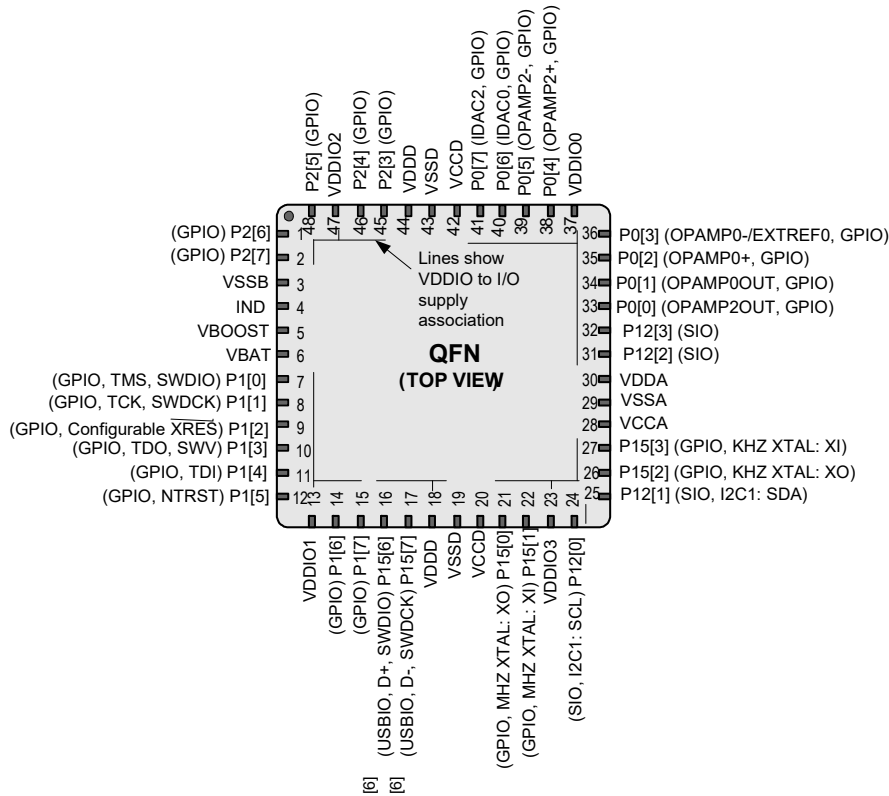 P2[5] (GPIO)
VDDIO2
P2[4] (GPIO)
P2[3] (GPIO)
VDDD
VSSD
VCCD
P0[7] (IDAC2, GPIO)
P0[6] (IDAC0, GPIO)
P0[5] (OPAMP2-, GPIO)
P0[4] (OPAMP2+, GPIO)
VDDIO0
48
47
46
45
44
43
42
41
40
39
38
37
(GPIO) P2[6] 1
(GPIO) P2[7] 2
VSSB 3
IND 4
VBOOST 5
VBAT 6
(GPIO, TMS, SWDIO) P1[0] 7
(GPIO, TCK, SWDCK) P1[1] 8
(GPIO, Configurable XRES) P1[2] 9
(GPIO, TDO, SWV) P1[3] 10
(GPIO, TDI) P1[4] 11
(GPIO, NTRST) P1[5] 12
Lines show
VDDIO to I/O
supply
association
QFN
(TOP VIEW)
36 P0[3] (OPAMP0-/EXTREF0, GPIO)
35 P0[2] (OPAMP0+, GPIO)
34 P0[1] (OPAMP0OUT, GPIO)
33 P0[0] (OPAMP2OUT, GPIO)
32 P12[3] (SIO)
31 P12[2] (SIO)
30 VDDA
29 VSSA
28 VCCA
27 P15[3] (GPIO, KHZ XTAL: XI)
26 P15[2] (GPIO, KHZ XTAL: XO)
25 P12[1] (SIO, I2C1: SDA)
13
14
15
16
17
18
19
20
21
22
23
24
VDDIO1
(GPIO) P1[6]
(GPIO) P1[7]
(USBIO, D+, SWDIO) P15[6]
(USBIO, D-, SWDCK) P15[7]
VDDD
VSSD
VCCD
(GPIO, MHZ XTAL: XO) P15[0]
(GPIO, MHZ XTAL: XI) P15[1]
VDDIO3
(SIO, I2C1: SCL) P12[0]
[6]
[6]